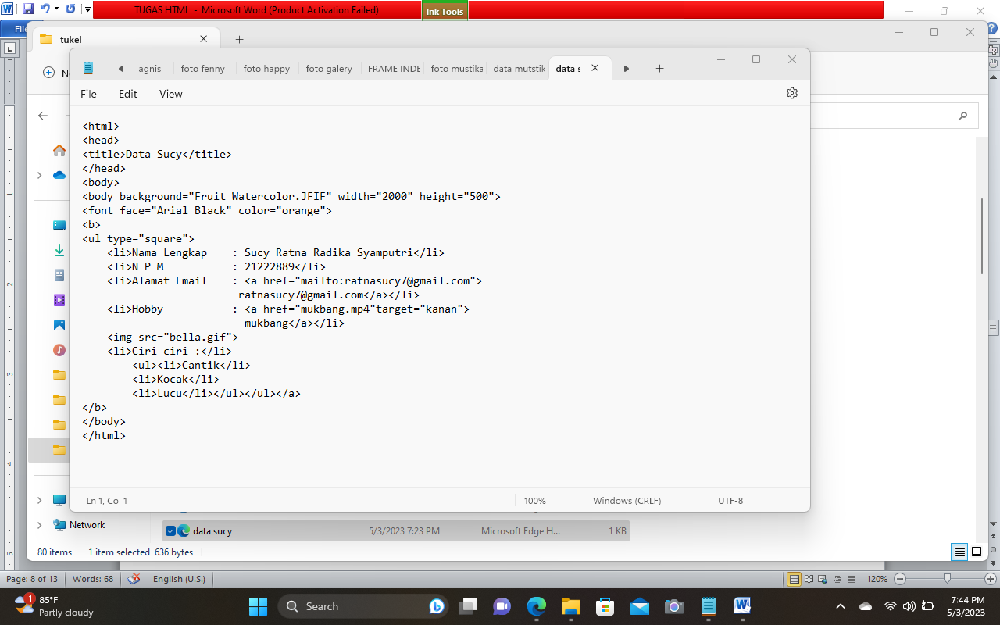 TUGAS HTML - Microsoft Word (Product Activation Failed)
Ink Tools
File
tukel
agnis
foto fenny
foto happy
foto galery
FRAME INDE
foto mustika
data mutstik
data s
File
Edit
View
<html>
<head>
<title>Data Sucy</title>
</head>
<body>
<body background="Fruit Watercolor.JFIF" width="2000" height="500">
<font face="Arial Black" color="orange">
<b>
<ul type="square">
    <li>Nama Lengkap    : Sucy Ratna Radika Syamputri</li>
    <li>N P M           : 21222889</li>
    <li>Alamat Email    : <a href="mailto:ratnasucy7@gmail.com">
                         ratnasucy7@gmail.com</a></li>
    <li>Hobby           : <a href="mukbang.mp4"target="kanan">
                          mukbang</a></li>
    <img src="bella.gif">
    <li>Ciri-ciri :</li>
        <ul><li>Cantik</li>
        <li>Kocak</li>
        <li>Lucu</li></ul></ul></a>
</b>
</body>
</html>
Ln 1, Col 1
100%
Windows (CRLF)
UTF-8
Network
data sucy
5/3/2023 7:23 PM
Microsoft Edge H...
1 KB
80 items
1 item selected 636 bytes
Page: 8 of 13
Words: 68
English (U.S.)
120%
1
85°F
Partly cloudy
Search
7:44 PM
5/3/2023